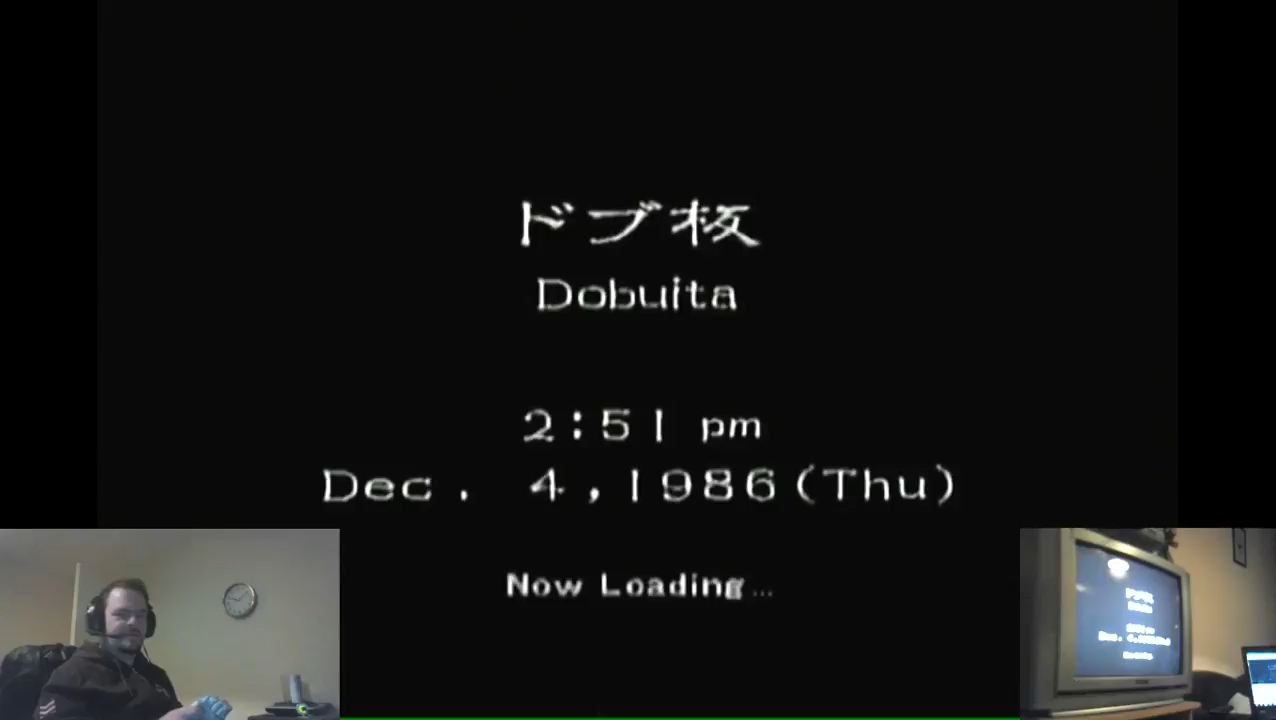 ドブ板
Dobuita
2:51 pm
Dec. 4,1986(Thu)
Now Loading...